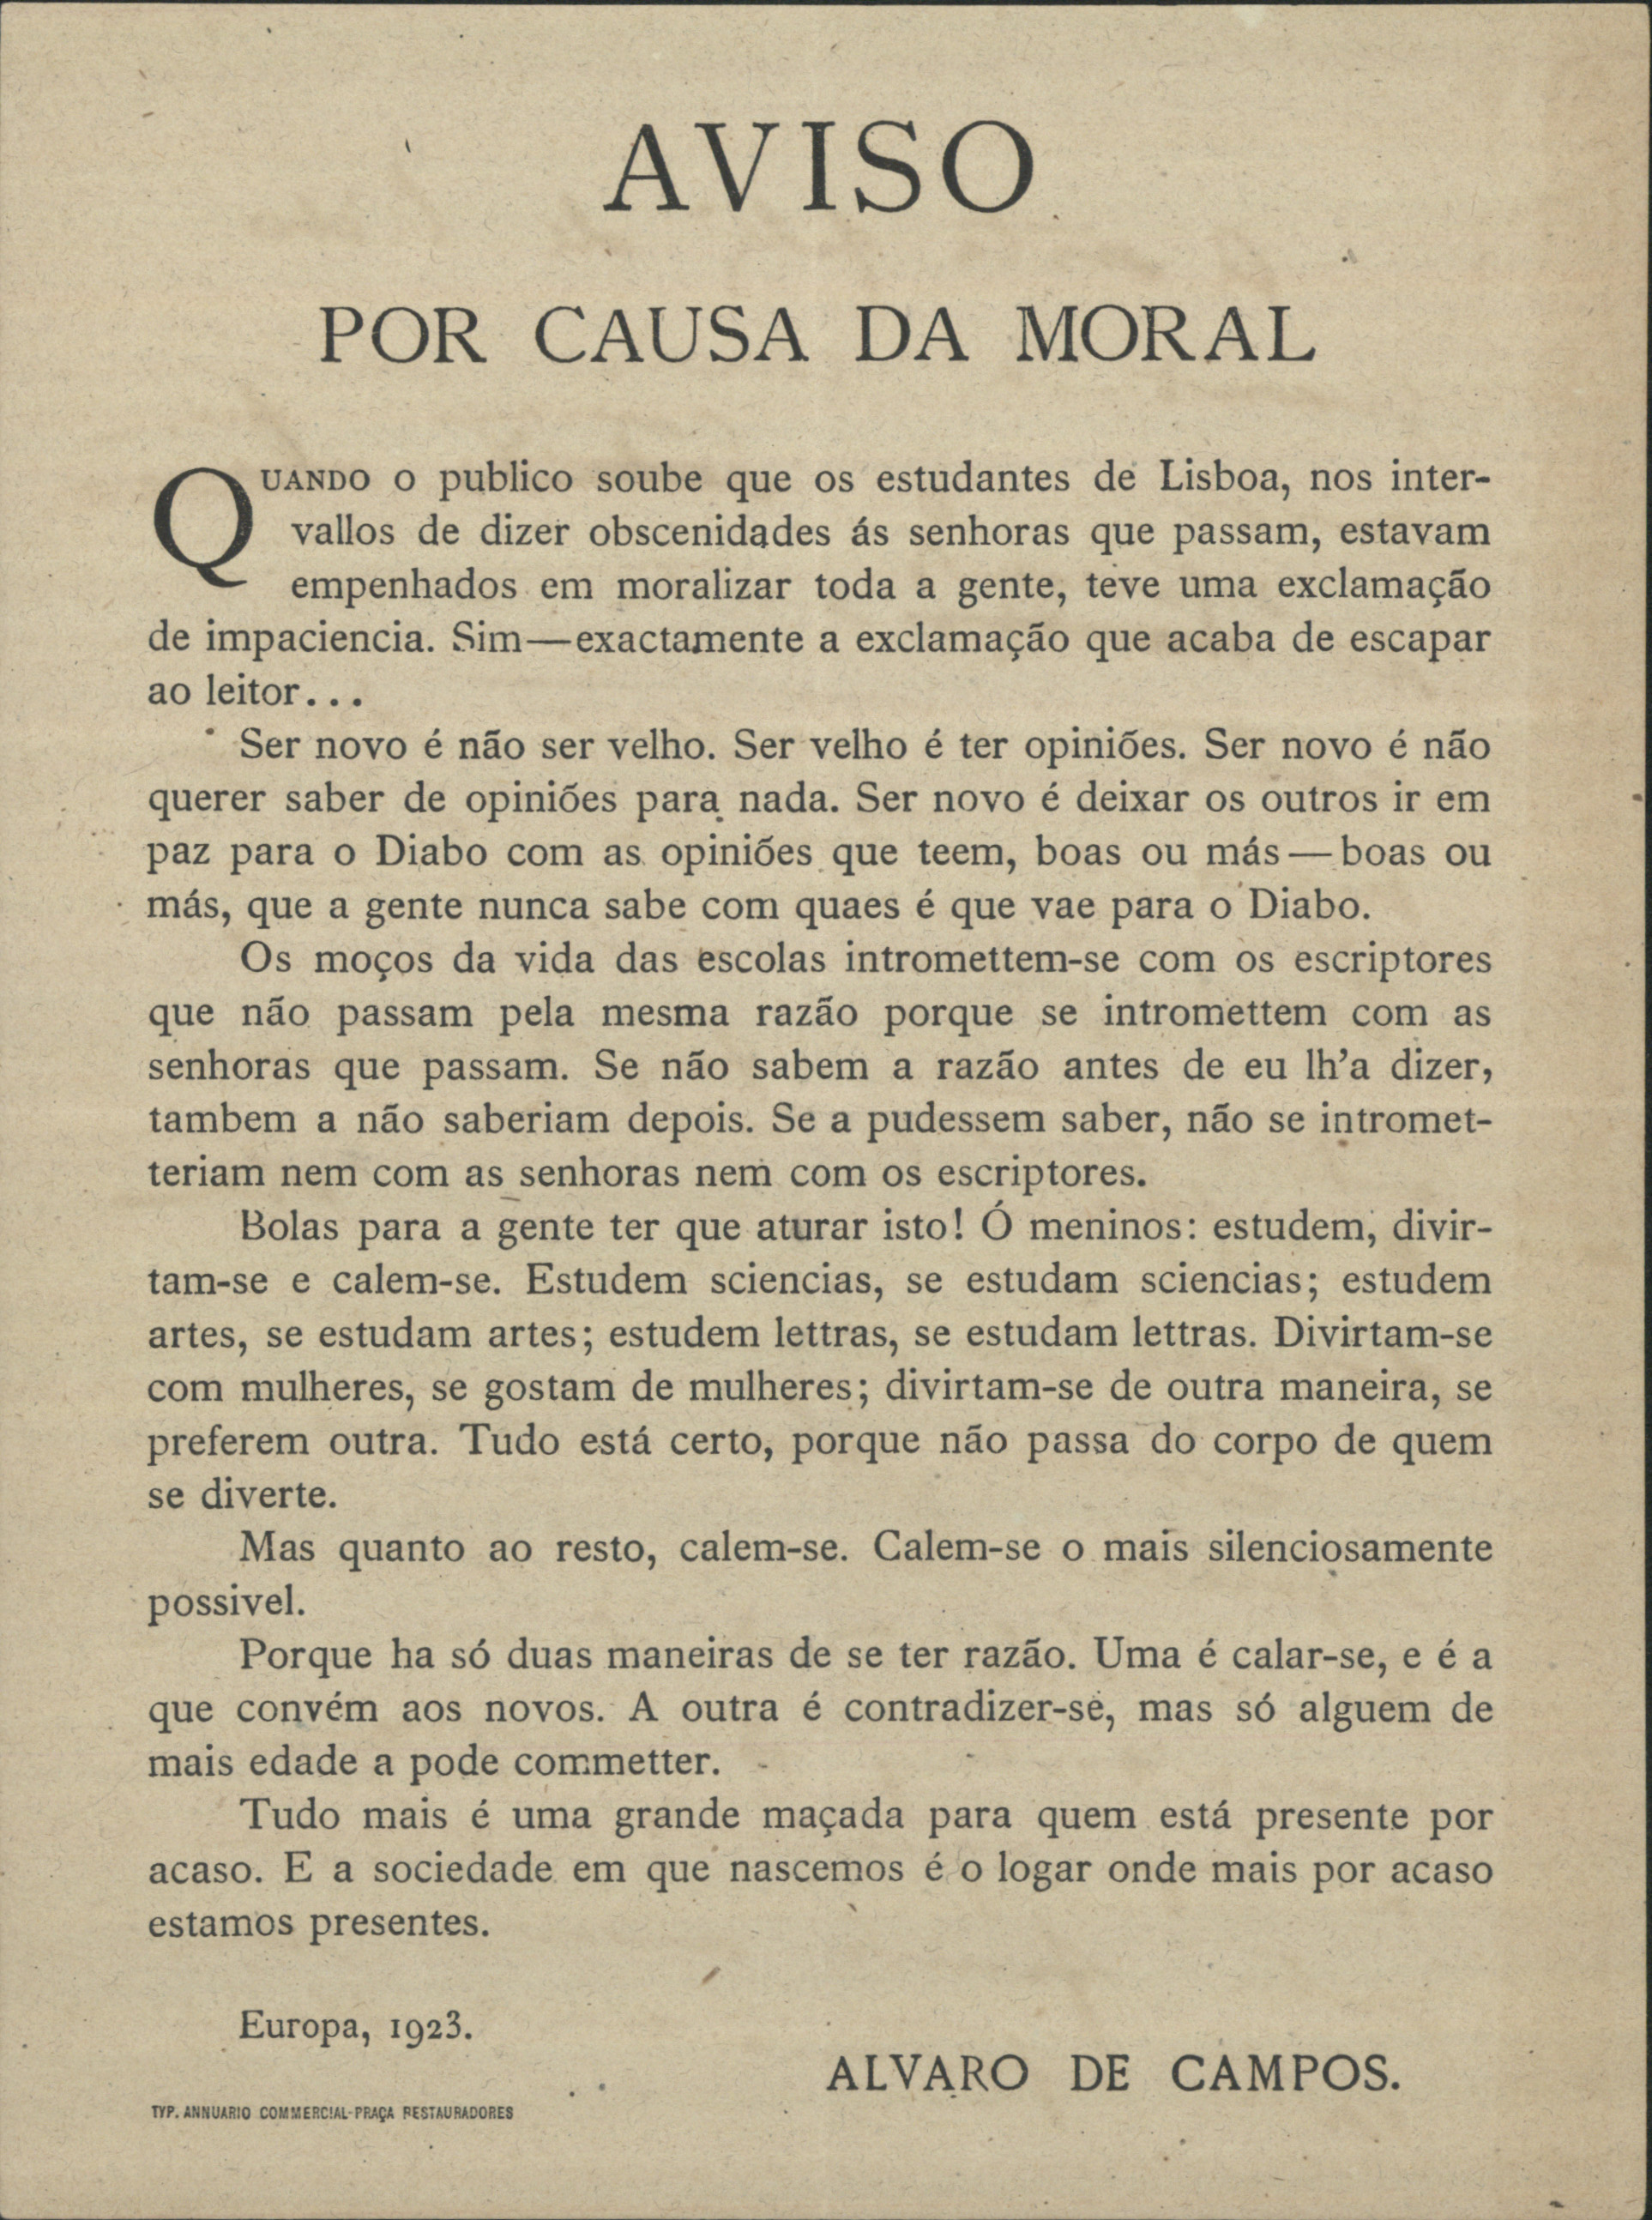 AVISO
POR CAUSA DA MORAL
QUANDO o publico soube que os estudantes de Lisboa, nos inter-
vallos de dizer obscenidades ás senhoras que passam, estavam
empenhados em moralizar toda a gente, teve uma exclamação
de impaciencia. Sim—exactamente a exclamação que acaba de escapar
ao leitor...
Ser novo é não ser velho. Ser velho é ter opiniões. Ser novo é não
querer saber de opiniões para nada. Ser novo é deixar os outros ir em
paz para o Diabo com as opiniões que teem, boas ou más—boas ou
más, que a gente nunca sabe com quaes é que vae para o Diabo.
Os moços da vida das escolas intromettem-se com os escriptores
que não passam pela mesma razão porque se intromettem com as
senhoras que passam. Se não sabem a razão antes de eu lh'a dizer,
tambem a não saberiam depois. Se a pudessem saber, não se intromet-
teriam nem com as senhoras nem com os escriptores.
Bolas para a gente ter que aturar isto! Ó meninos: estudem, divir-
tam-se e calem-se. Estudem sciencias, se estudam sciencias; estudem
artes, se estudam artes; estudem lettras, se estudam lettras. Divirtam-se
com mulheres, se gostam de mulheres; divirtam-se de outra maneira, se
preferem outra. Tudo está certo, porque não passa do corpo de quem
se diverte.
Mas quanto ao resto, calem-se. Calem-se o mais silenciosamente
possivel.
Porque ha só duas maneiras de se ter razão. Uma é calar-se, e é a
que convém aos novos. A outra é contradizer-se, mas só alguem de
mais edade a pode commetter.
Tudo mais é uma grande maçada para quem está presente por
acaso. E a sociedade em que nascemos é o logar onde mais por acaso
estamos presentes.
Europa, 1923.
ALVARO DE CAMPOS.
TYP. ANNUARIO COMMERCIAL-PRAÇA RESTAURADORES